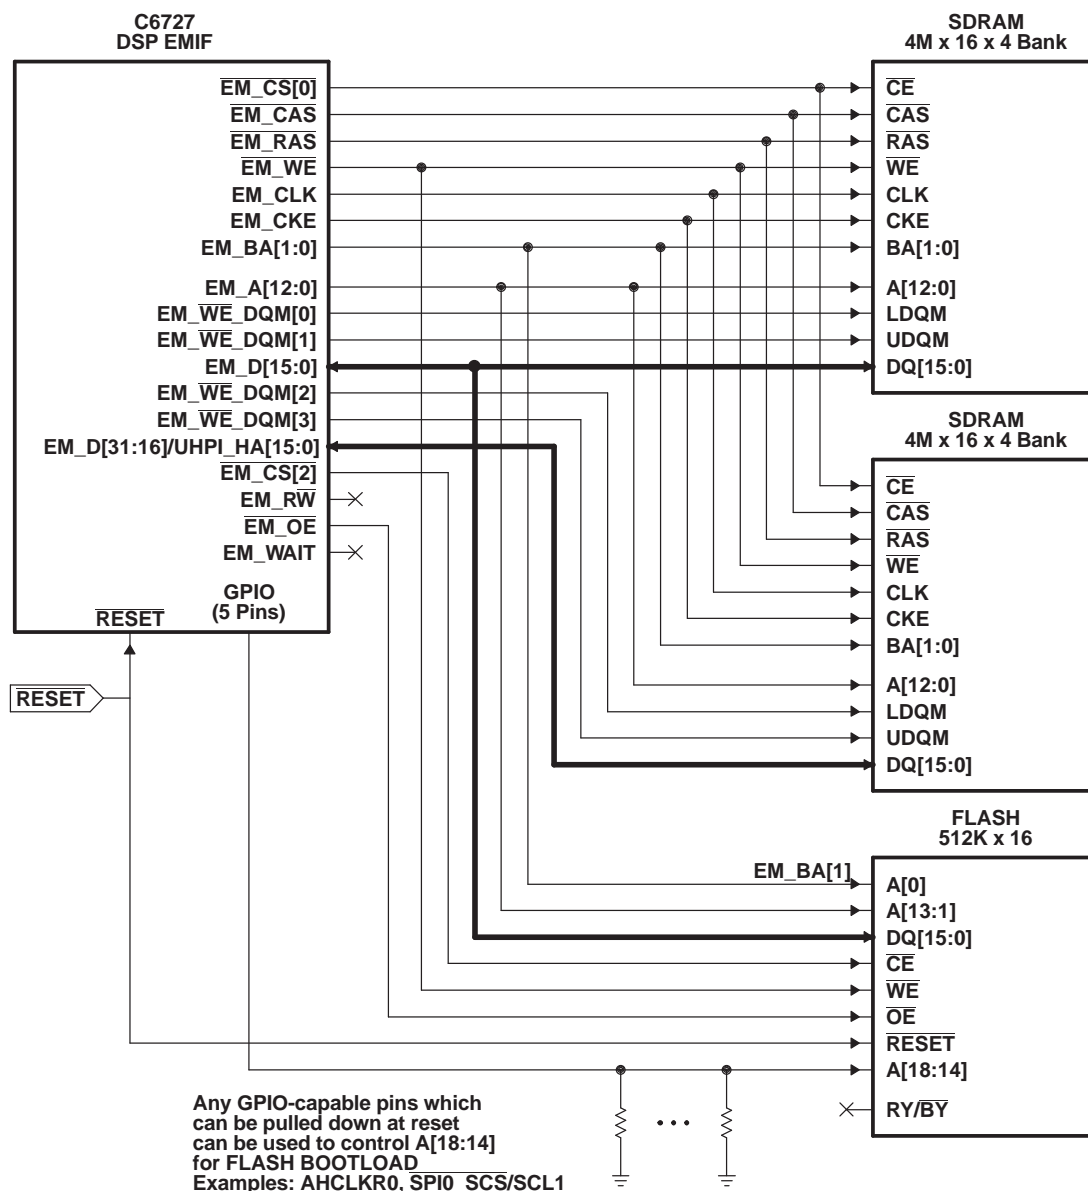 C6727
DSP EMIF
EM_CS[0]
EM_CAS
EM_RAS
EM_WE
EM_CLK
EM_CKE
EM_BA[1:0]
EM_A[12:0]
EM_WE_DQM[0]
EM_WE_DQM[1]
EM_D[15:0]
EM_WE_DQM[2]
EM_WE_DQM[3]
EM_D[31:16]/UHPI_HA[15:0]
EM_CS[2]
EM_RW
EM_OE
EM_WAIT
GPIO
(5 Pins)
RESET
RESET
SDRAM
4M x 16 x 4 Bank
CE
CAS
RAS
WE
CLK
CKE
BA[1:0]
A[12:0]
LDQM
UDQM
DQ[15:0]
SDRAM
4M x 16 x 4 Bank
CE
CAS
RAS
WE
CLK
CKE
BA[1:0]
A[12:0]
LDQM
UDQM
DQ[15:0]
FLASH
512K x 16
EM_BA[1]
A[0]
A[13:1]
DQ[15:0]
CE
WE
OE
RESET
A[18:14]
RY/BY
Any GPIO-capable pins which
can be pulled down at reset
can be used to control A[18:14]
for FLASH BOOTLOAD
Examples: AHCLKR0, SPI0_SCS/SCL1